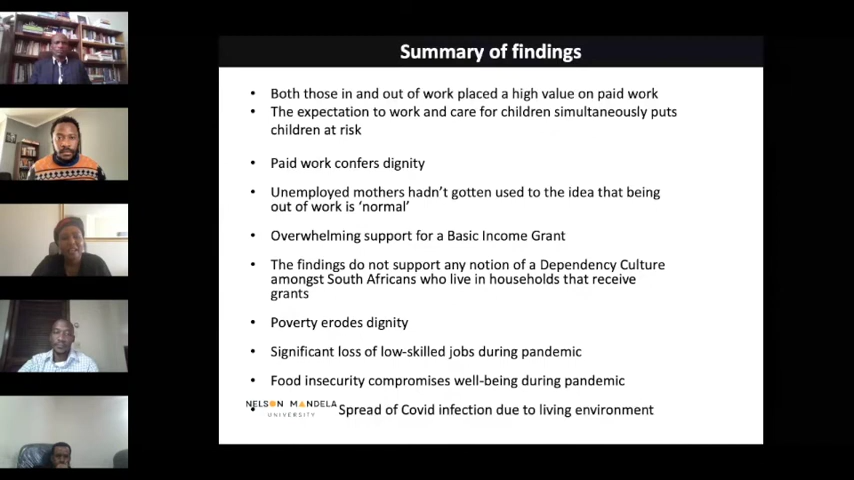 Summary of findings
• Both those in and out of work placed a high value on paid work
• The expectation to work and care for children simultaneously puts
children at risk
• Paid work confers dignity
• Unemployed mothers hadn't gotten used to the idea that being
out of work is ‘normal’
• Overwhelming support for a Basic Income Grant
• The findings do not support any notion of a Dependency Culture
amongst South Africans who live in households that receive
grants
• Poverty erodes dignity
• Significant loss of low-skilled jobs during pandemic
• Food insecurity compromises well-being during pandemic
• Spread of Covid infection due to living environment
NELSON MANDELA
UNIVERSITY